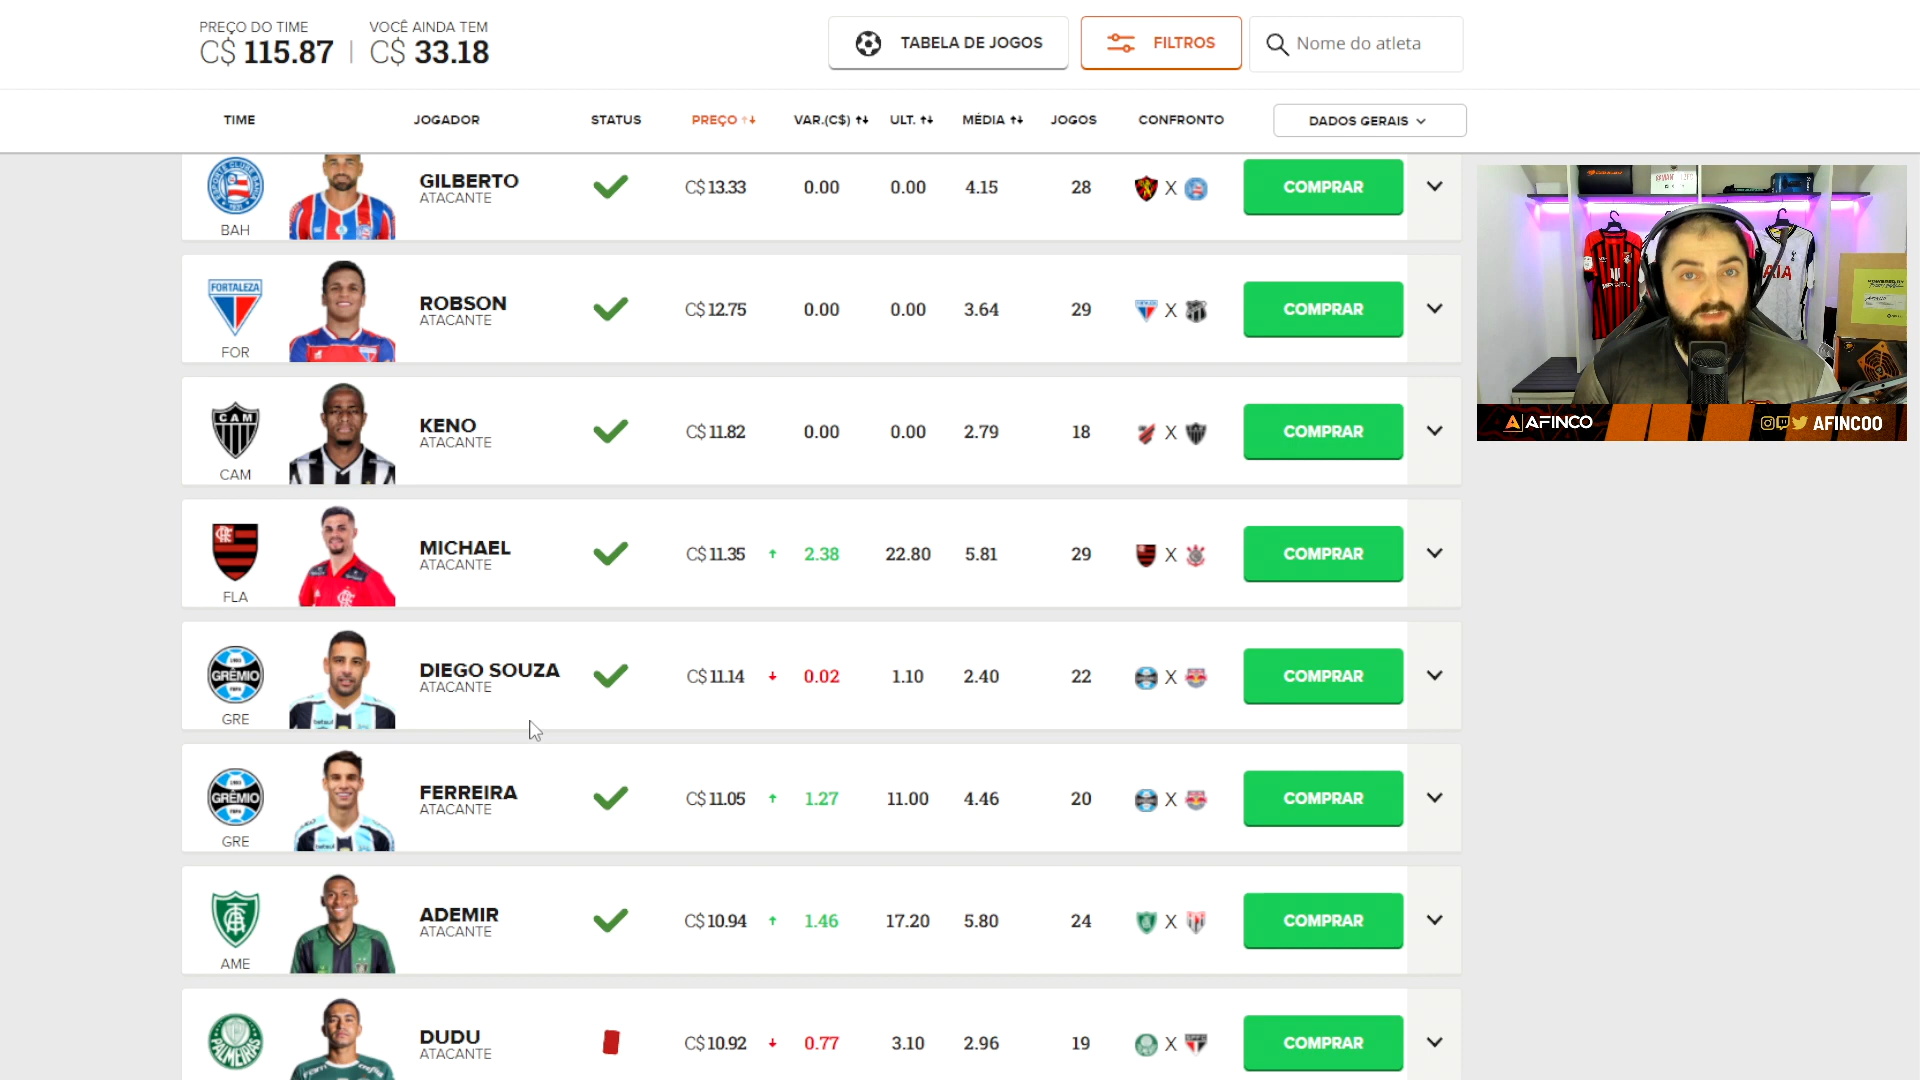 PREÇO DO TIME
C$ 115.87
VOCÊ AINDA TEM
C$ 33.18
TABELA DE JOGOS
FILTROS
Nome do atleta
TIME JOGADOR STATUS PREÇO VAR.(C$) ULT. MÉDIA JOGOS CONFRONTO DADOS GERAIS
BAH GILBERTO ATACANTE C$ 13.33 0.00 0.00 4.15 28 X COMPRAR
FORTALEZA
FOR ROBSON ATACANTE C$ 12.75 0.00 0.00 3.64 29 X COMPRAR
CAM
CAM KENO ATACANTE C$ 11.82 0.00 0.00 2.79 18 X COMPRAR
FLA MICHAEL ATACANTE C$ 11.35 2.38 22.80 5.81 29 X COMPRAR
GRÊMIO
GRE DIEGO SOUZA ATACANTE C$ 11.14 0.02 1.10 2.40 22 X COMPRAR
GRÊMIO
GRE FERREIRA ATACANTE C$ 11.05 1.27 11.00 4.46 20 X COMPRAR
AME ADEMIR ATACANTE C$ 10.94 1.46 17.20 5.80 24 X COMPRAR
PALMEIRAS
DUDU ATACANTE C$ 10.92 0.77 3.10 2.96 19 X COMPRAR
AIA
AFINCO
AFINCOO